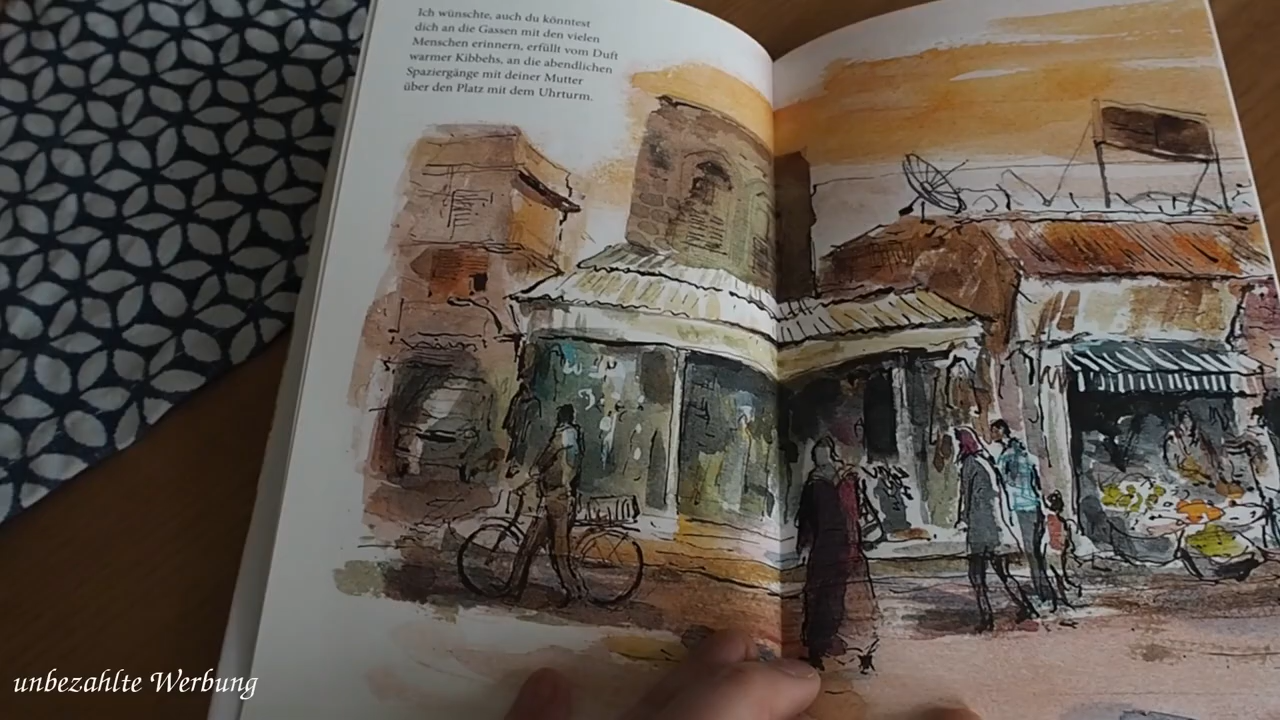 Ich wünschte, auch du könntest
dich an die Gassen mit den vielen
Menschen erinnern, erfüllt vom Duft
warmer Kibbehs, an die abendlichen
Spaziergänge mit deiner Mutter
über den Platz mit dem Uhrturm.
unbezahlte Werbung